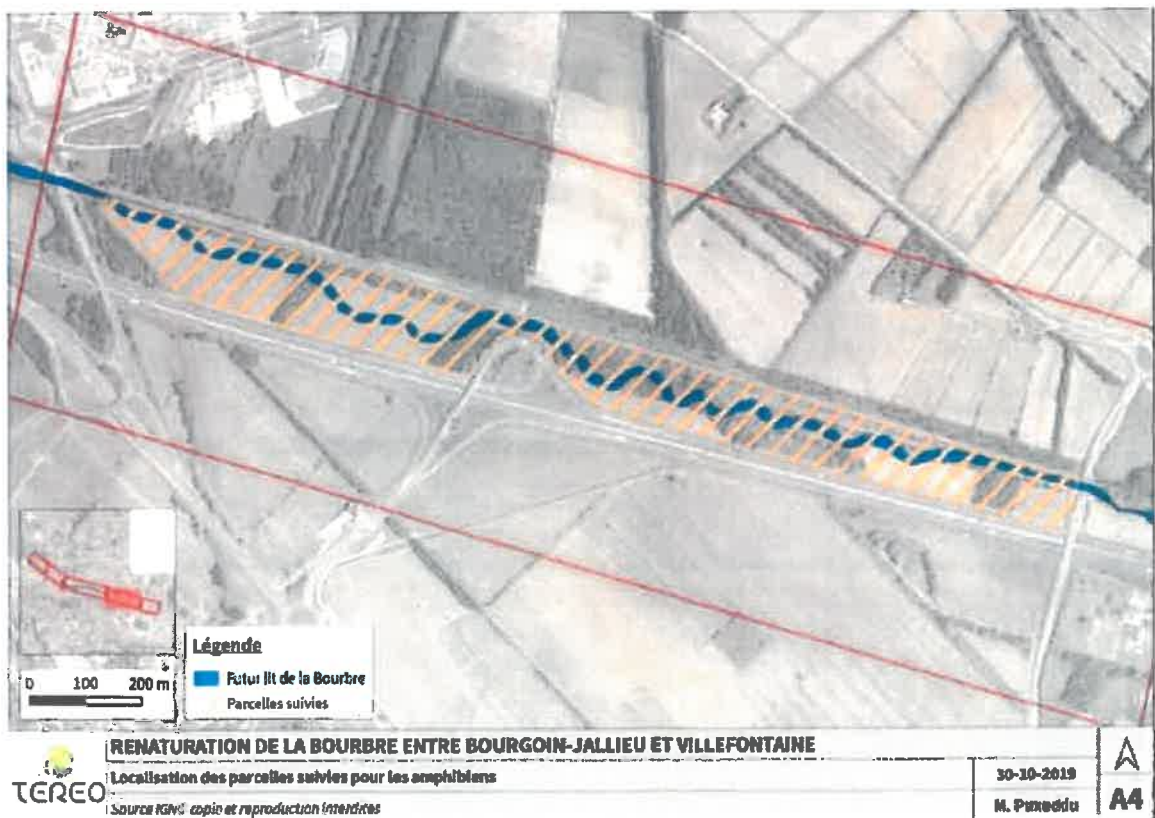 0 100 200 m
Légende
Futur lit de la Bourbre
Parcelles suivies
RENATURATION DE LA BOURBRE ENTRE BOURGOIN-JALLIEU ET VILLEFONTAINE
TEREO
Localisation des parcelles suivies pour les amphibiens
Source IGN© copie et reproduction interdites
30-10-2019
M. Puxeddu
A4